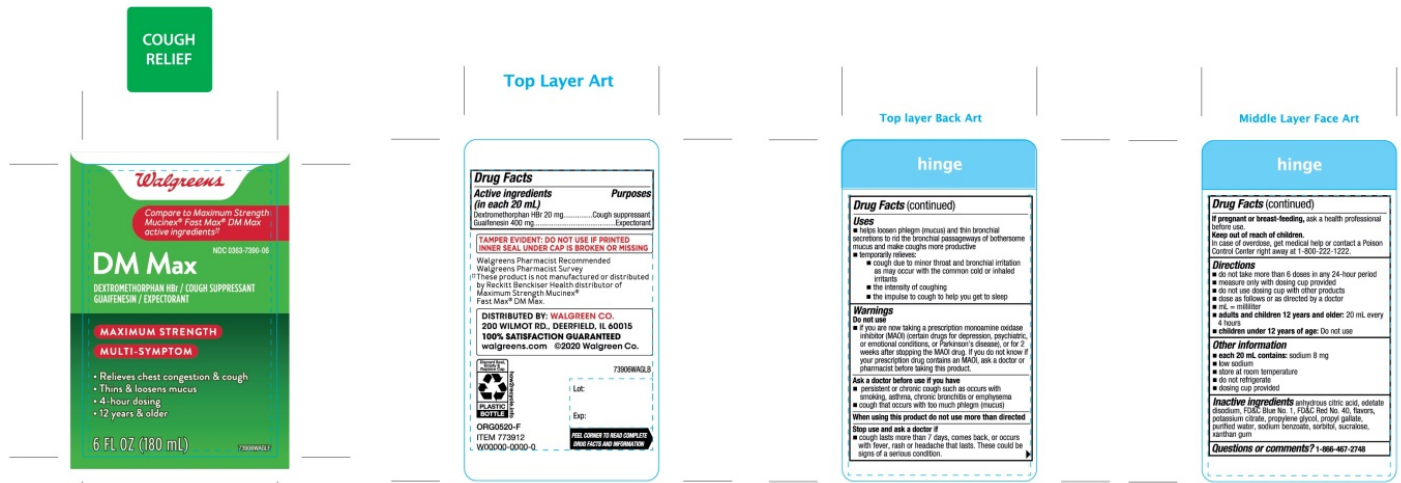 COUGH
RELIEF
Walgreens
Compare to Maximum Strength
Mucinex® Fast Max® DM Max
active ingredients††
NDC 0363-7390-06
DM Max
DEXTROMETHORPHAN HBr / COUGH SUPPRESSANT
GUAIFENESIN / EXPECTORANT
MAXIMUM STRENGTH
MULTI-SYMPTOM
• Relieves chest congestion & cough
• Thins & loosens mucus
• 4-hour dosing
• 12 years & older
6 FL OZ (180 mL)
73906WAGLF
Top Layer Art
Drug Facts
Active ingredients Purposes
(in each 20 mL)
Dextromethorphan HBr 20 mg..............Cough suppressant
Guaifenesin 400 mg..............Expectorant
TAMPER EVIDENT: DO NOT USE IF PRINTED
INNER SEAL UNDER CAP IS BROKEN OR MISSING
Walgreens Pharmacist Recommended
Walgreens Pharmacist Survey
††These product is not manufactured or distributed
by Reckitt Benckiser Health distributor of
Maximum Strength Mucinex®
Fast Max® DM Max.
DISTRIBUTED BY: WALGREEN CO.
200 WILMOT RD., DEERFIELD, IL 60015
100% SATISFACTION GUARANTEED
walgreens.com ©2020 Walgreen Co.
73906WAGLB
how2recycle.info
PLASTIC
BOTTLE
Lot:
Exp:
ORG0520-F
ITEM 773912
W00000-0000-0
PEEL CORNER TO READ COMPLETE
DRUG FACTS AND INFORMATION
Top layer Back Art
hinge
Drug Facts (continued)
Uses
■ helps loosen phlegm (mucus) and thin bronchial
secretions to rid the bronchial passageways of bothersome
mucus and make coughs more productive
■ temporarily relieves:
■ cough due to minor throat and bronchial irritation
as may occur with the common cold or inhaled
irritants
■ the intensity of coughing
■ the impulse to cough to help you get to sleep
Warnings
Do not use
■ if you are now taking a prescription monoamine oxidase
inhibitor (MAOI) (certain drugs for depression, psychiatric,
or emotional conditions, or Parkinson's disease), or for 2
weeks after stopping the MAOI drug. If you do not know if
your prescription drug contains an MAOI, ask a doctor or
pharmacist before taking this product.
Ask a doctor before use if you have
■ persistent or chronic cough such as occurs with
smoking, asthma, chronic bronchitis or emphysema
■ cough that occurs with too much phlegm (mucus)
When using this product do not use more than directed
Stop use and ask a doctor if
■ cough lasts more than 7 days, comes back, or occurs
with fever, rash or headache that lasts. These could be
signs of a serious condition.
Middle Layer Face Art
hinge
Drug Facts (continued)
If pregnant or breast-feeding, ask a health professional
before use.
Keep out of reach of children.
In case of overdose, get medical help or contact a Poison
Control Center right away at 1-800-222-1222.
Directions
■ do not take more than 6 doses in any 24-hour period
■ measure only with dosing cup provided
■ do not use dosing cup with other products
■ dose as follows or as directed by a doctor
■ mL = milliliter
■ adults and children 12 years and older: 20 mL every
4 hours
■ children under 12 years of age: Do not use
Other information
■ each 20 mL contains: sodium 8 mg
■ low sodium
■ store at room temperature
■ do not refrigerate
■ dosing cup provided
Inactive ingredients anhydrous citric acid, edetate
disodium, FD&C Blue No. 1, FD&C Red No. 40, flavors,
potassium citrate, propylene glycol, propyl gallate,
purified water, sodium benzoate, sorbitol, sucralose,
xanthan gum
Questions or comments? 1-866-467-2748